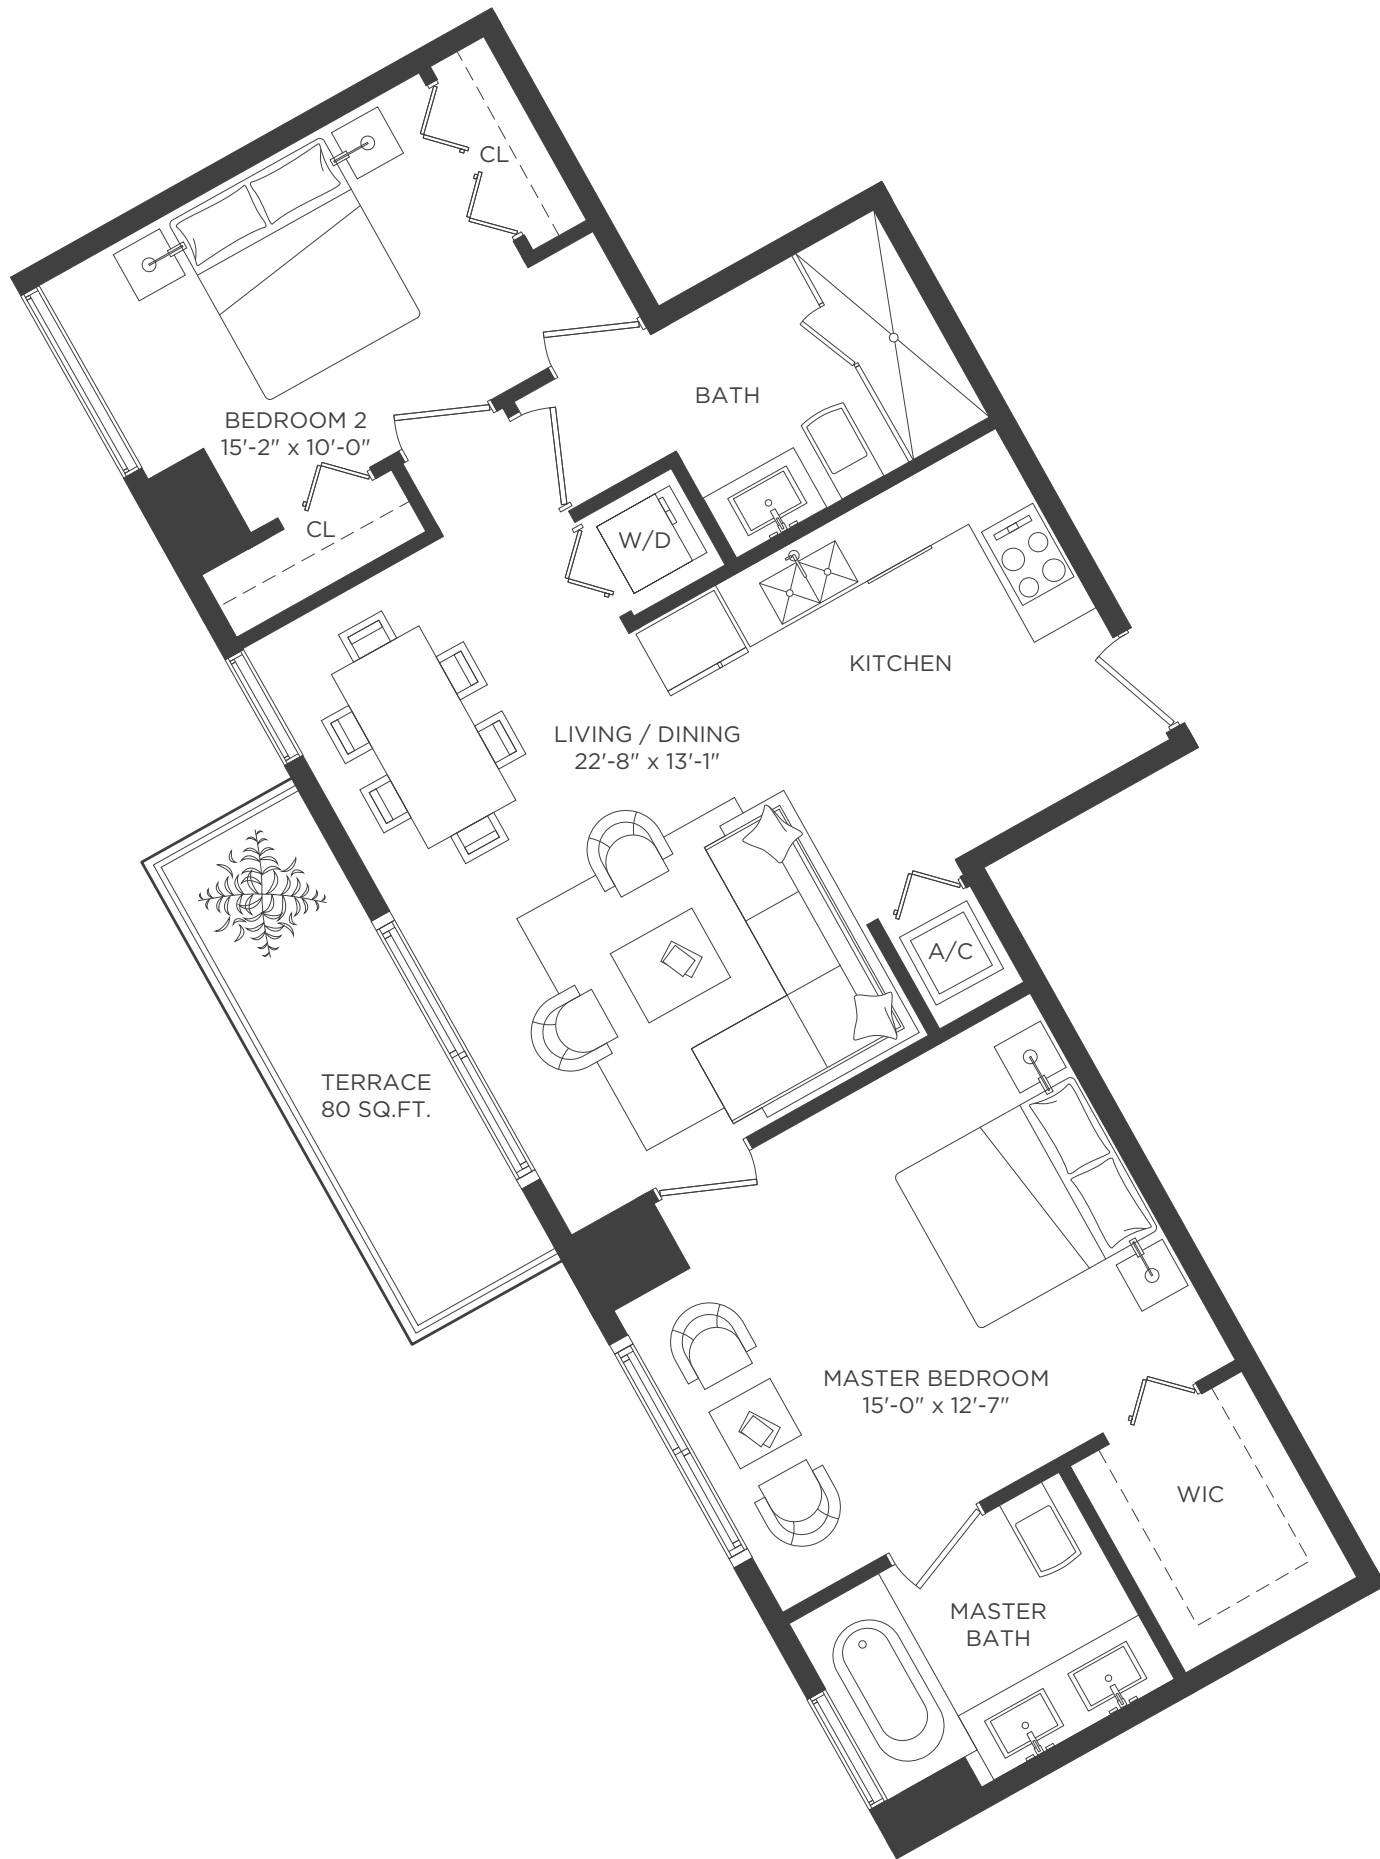 CL
BATH
BEDROOM 2
15'-2" x 10'-0"
CL
W/D
KITCHEN
LIVING / DINING
22'-8" x 13'-1"
A/C
TERRACE
80 SQ.FT.
MASTER BEDROOM
15'-0" x 12'-7"
WIC
MASTER
BATH